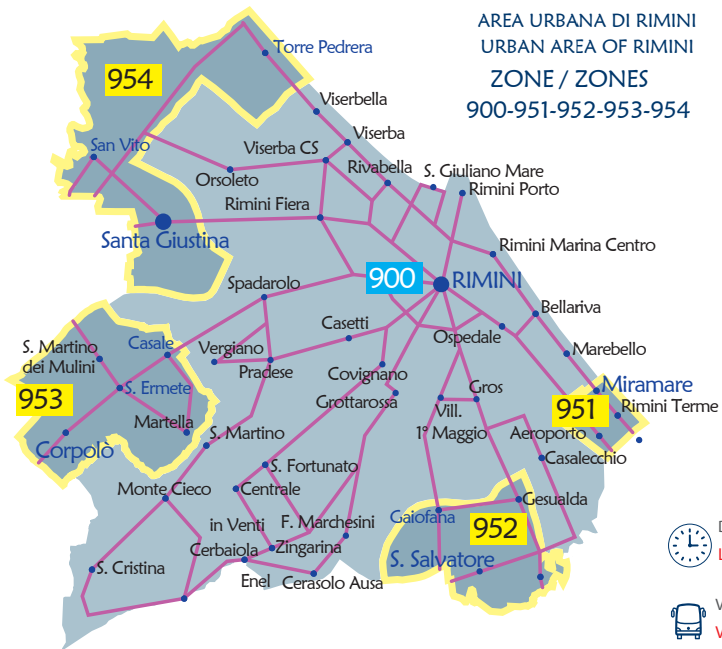 AREA URBANA DI RIMINI
URBAN AREA OF RIMINI
ZONE / ZONES
900-951-952-953-954
Torre Pedrera
954
Viserbella
Viserba
San Vito
Viserba CS
Rivabella
S. Giuliano Mare
Orsoleto
Rimini Porto
Rimini Fiera
Santa Giustina
Rimini Marina Centro
900
RIMINI
Spadarolo
Bellariva
Casetti
Ospedale
S. Martino
dei Mulini
Casale
Vergiano
Pradese
Covignano
Marebello
953
S. Ermete
Grottarossa
Gros
Miramare
951
Rimini Terme
Martella
Vill.
1° Maggio
Corpolò
S. Martino
Aeroporto
Casalecchio
S. Fortunato
Monte Cieco
Centrale
Gesualda
in Venti
F. Marchesini
Gaiofana
952
Cerbaiola
Zingarina
S. Salvatore
S. Cristina
Enel
Cerasolo Ausa
D
L
V
V